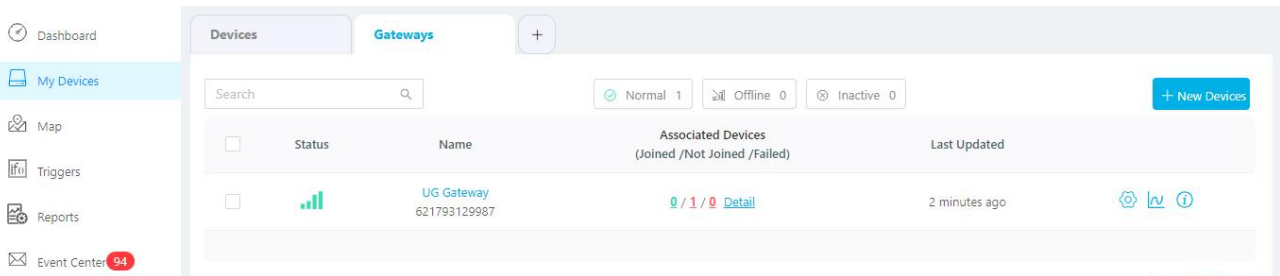 Dashboard
My Devices
Map
Triggers
Reports
Event Center 94
Devices
Gateways
+
Search
Normal 1
Offline 0
Inactive 0
+ New Devices
Status
Name
Associated Devices
(Joined /Not Joined /Failed)
Last Updated
UG Gateway
621793129987
0 / 1 / 0 Detail
2 minutes ago